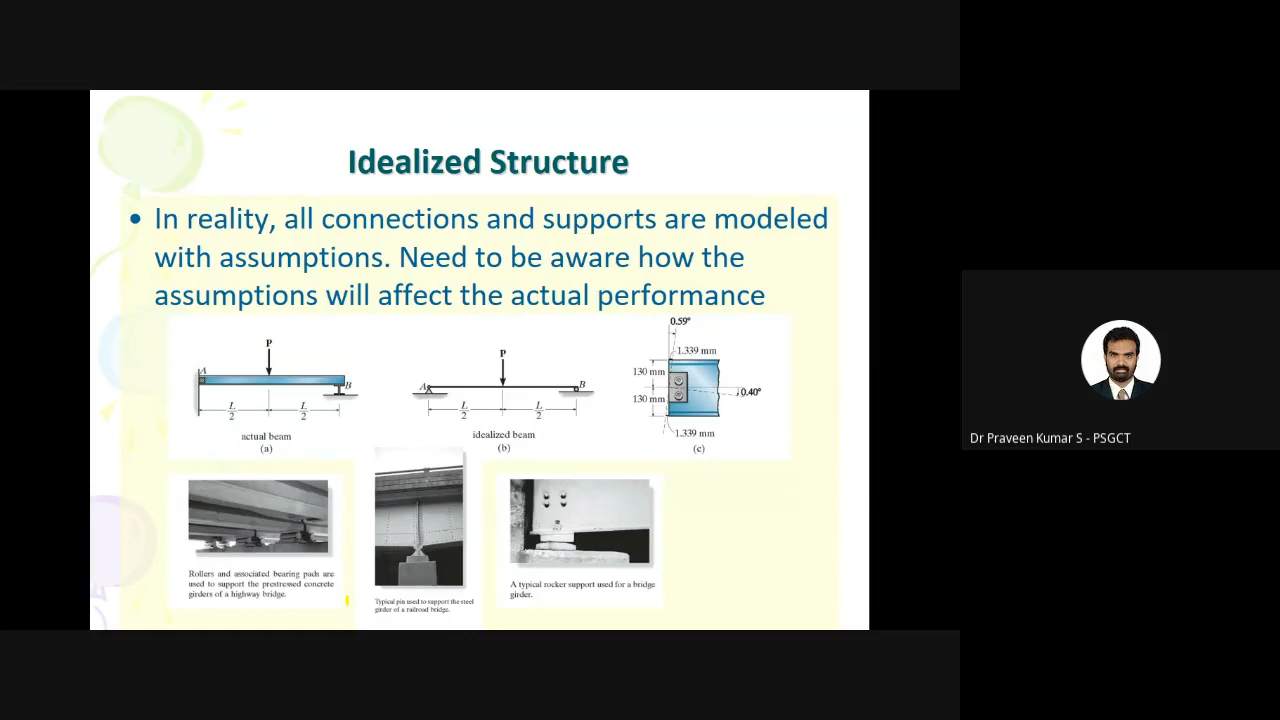 Idealized Structure
• In reality, all connections and supports are modeled
with assumptions. Need to be aware how the
assumptions will affect the actual performance
P
A
B
L
2
L
2
actual beam
(a)
P
A
B
L
2
L
2
idealized beam
(b)
0.59°
1.339 mm
130 mm
0.40°
130 mm
1.339 mm
(c)
Rollers and associated bearing pads are
used to support the prestressed concrete
girders of a highway bridge.
Typical pin used to support the steel
girder of a railroad bridge.
A typical rocker support used for a bridge
girder.
Dr Praveen Kumar S - PSGCT